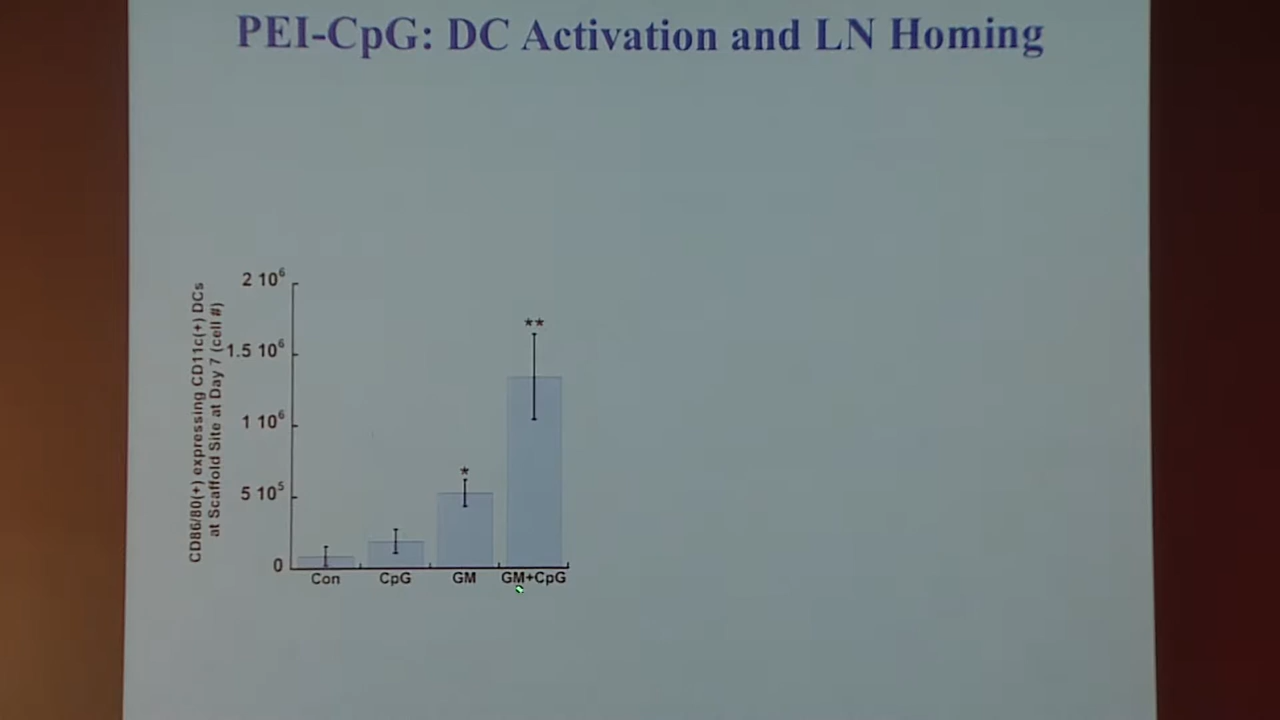 PEI-CpG: DC Activation and LN Homing
CD86/80(+) expressing CD11c(+) DCs
at Scaffold Site at Day 7 (cell #)
2 10⁶
1.5 10⁶
1 10⁶
5 10⁵
0
*
**
Con CpG GM GM+CpG